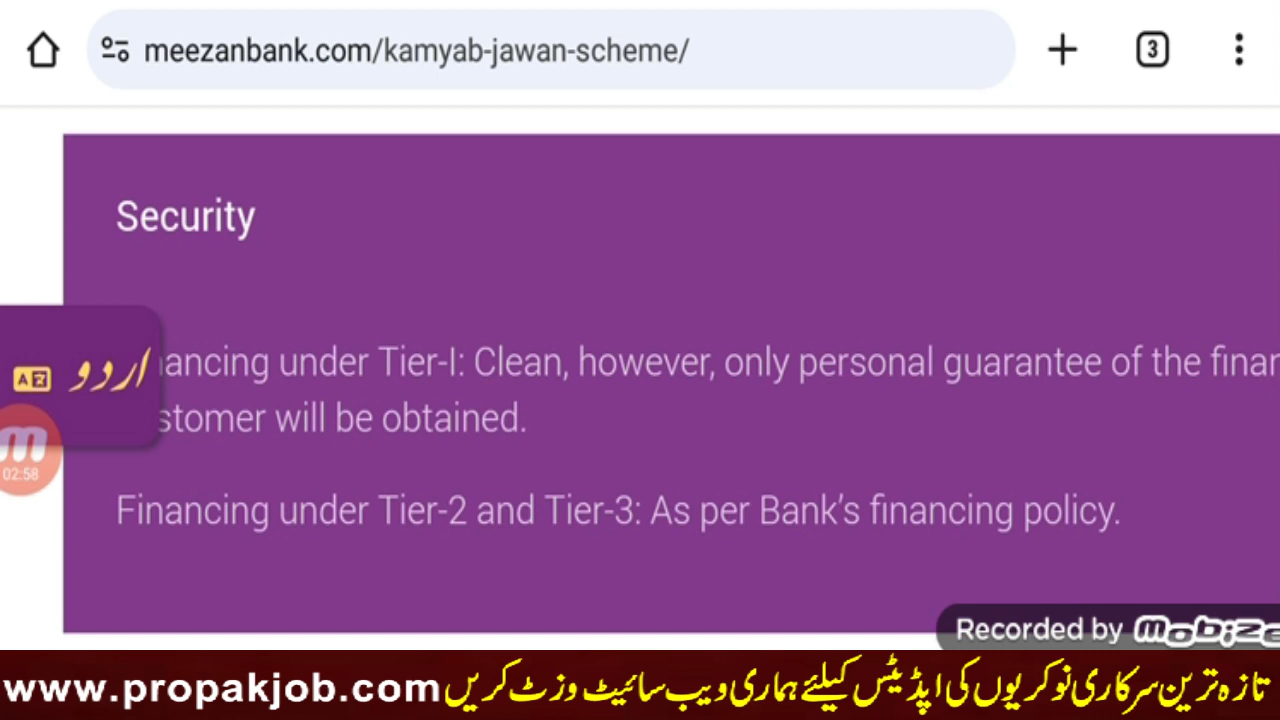 meezanbank.com/kamyab-jawan-scheme/
3
Security
ancing under Tier-I: Clean, however, only personal guarantee of the finan
stomer will be obtained.
اردو
02:58
Financing under Tier-2 and Tier-3: As per Bank’s financing policy.
Recorded by Mobize
تازہ ترین سرکاری نوکریوں کی اپڈیٹس کیلئے ہماری ویب سائیٹ وزٹ کریں www.propakjob.com